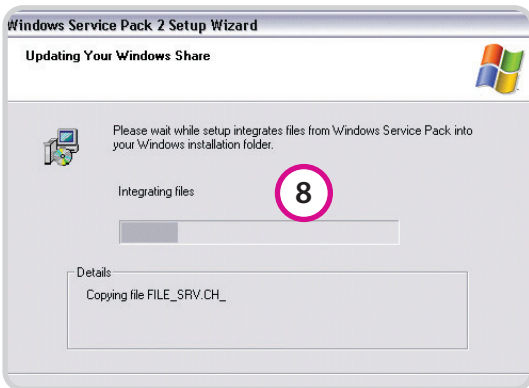 Windows Service Pack 2 Setup Wizard
Updating Your Windows Share
Please wait while setup integrates files from Windows Service Pack into
your Windows installation folder.
Integrating files
8
Details
Copying file FILE_SRV.CH_